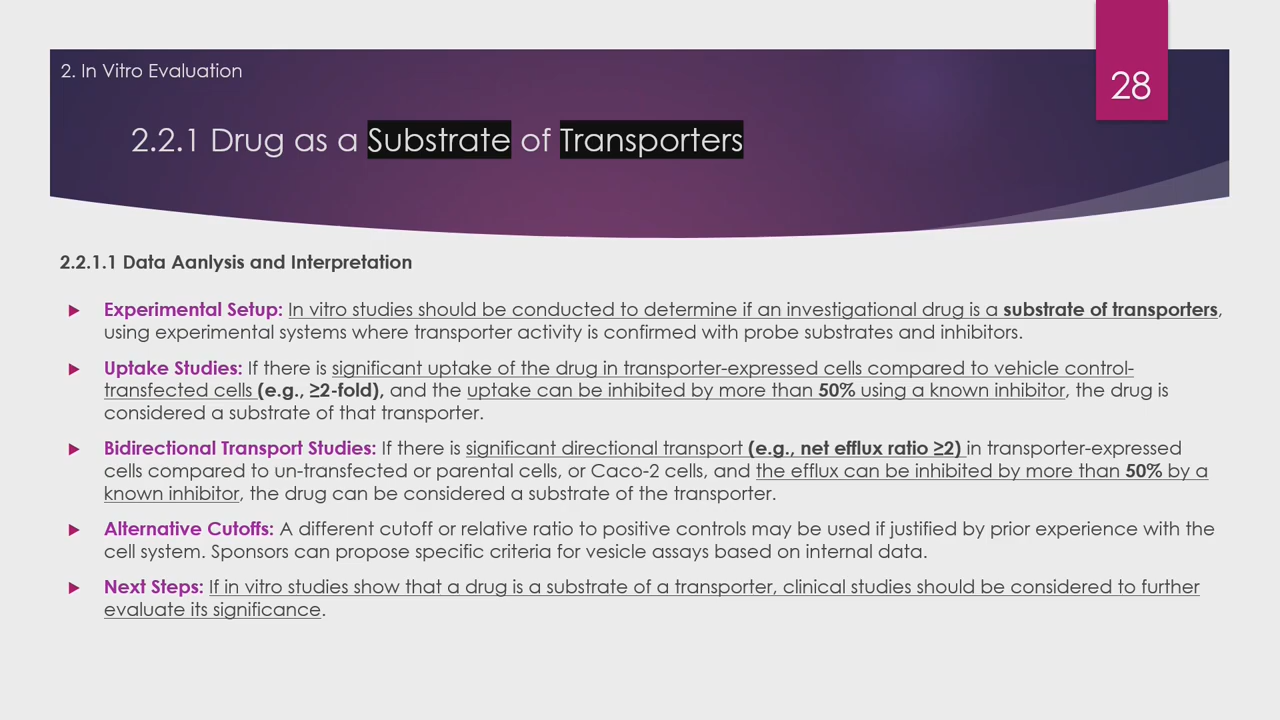 2. In Vitro Evaluation
28
2.2.1 Drug as a Substrate of Transporters
2.2.1.1 Data Aanlysis and Interpretation
Experimental Setup: In vitro studies should be conducted to determine if an investigational drug is a substrate of transporters,
using experimental systems where transporter activity is confirmed with probe substrates and inhibitors.
Uptake Studies: If there is significant uptake of the drug in transporter-expressed cells compared to vehicle control-
transfected cells (e.g., ≥2-fold), and the uptake can be inhibited by more than 50% using a known inhibitor, the drug is
considered a substrate of that transporter.
Bidirectional Transport Studies: If there is significant directional transport (e.g., net efflux ratio ≥2) in transporter-expressed
cells compared to un-transfected or parental cells, or Caco-2 cells, and the efflux can be inhibited by more than 50% by a
known inhibitor, the drug can be considered a substrate of the transporter.
Alternative Cutoffs: A different cutoff or relative ratio to positive controls may be used if justified by prior experience with the
cell system. Sponsors can propose specific criteria for vesicle assays based on internal data.
Next Steps: If in vitro studies show that a drug is a substrate of a transporter, clinical studies should be considered to further
evaluate its significance.